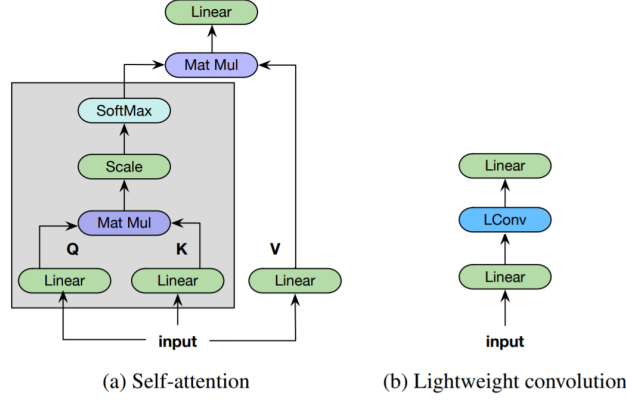 Linear
Mat Mul
SoftMax
Scale
Mat Mul
Q K V
Linear Linear Linear
input
(a) Self-attention
Linear
LConv
Linear
input
(b) Lightweight convolution